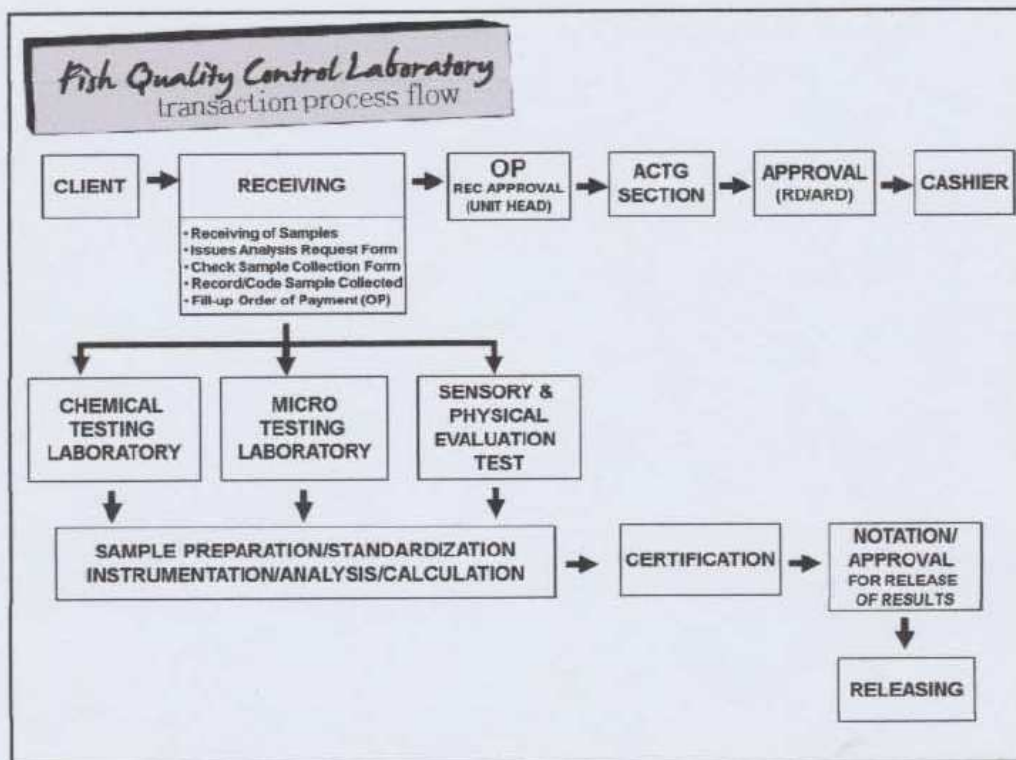 Fish Quality Control Laboratory
transaction process flow
CLIENT
RECEIVING
• Receiving of Samples
• Issues Analysis Request Form
• Check Sample Collection Form
• Record/Code Sample Collected
• Fill-up Order of Payment (OP)
OP
REC APPROVAL
(UNIT HEAD)
ACTG
SECTION
APPROVAL
(RD/ARD)
CASHIER
CHEMICAL
TESTING
LABORATORY
MICRO
TESTING
LABORATORY
SENSORY &
PHYSICAL
EVALUATION
TEST
SAMPLE PREPARATION/STANDARDIZATION
INSTRUMENTATION/ANALYSIS/CALCULATION
CERTIFICATION
NOTATION/
APPROVAL
FOR RELEASE
OF RESULTS
RELEASING